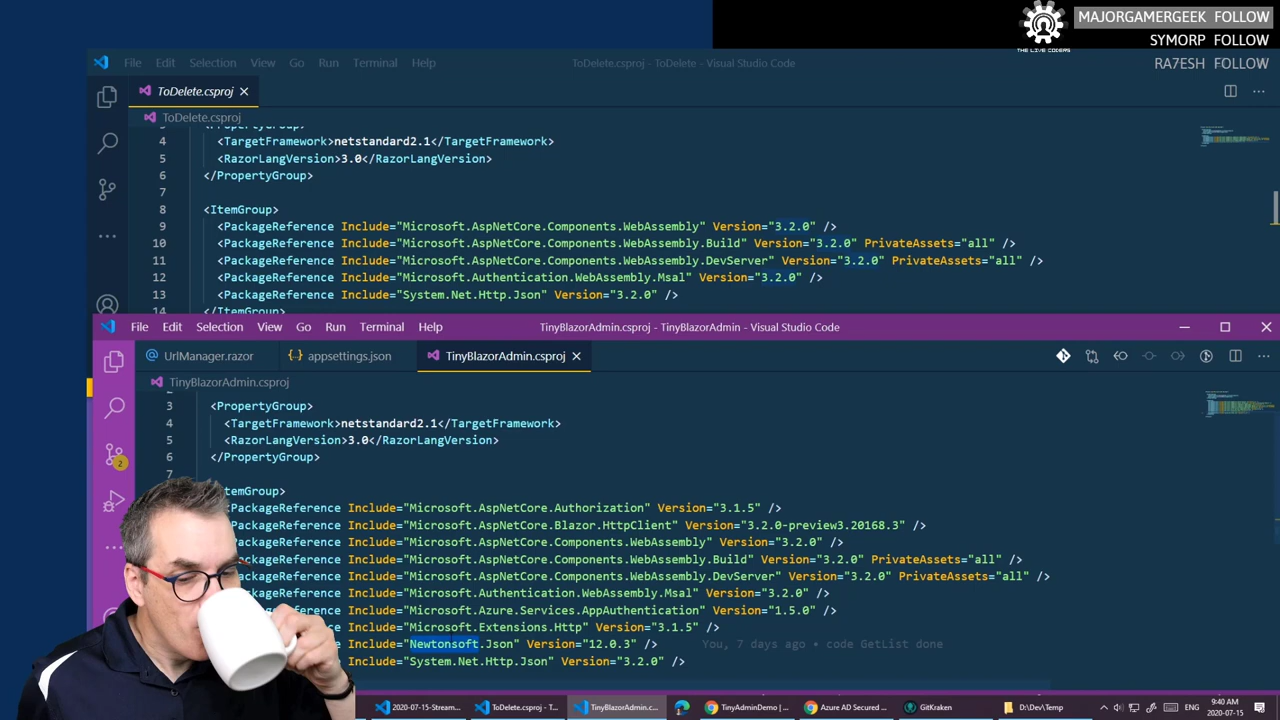 MAJORGAMERGEEK FOLLOW
SYMORP FOLLOW
RA7ESH FOLLOW
THE LIVE CODERS
File Edit Selection View Go Run Terminal Help ToDelete.csproj - ToDelete - Visual Studio Code
ToDelete.csproj
ToDelete.csproj
4 <TargetFramework>netstandard2.1</TargetFramework>
5 <RazorLangVersion>3.0</RazorLangVersion>
6 </PropertyGroup>
7
8 <ItemGroup>
9 <PackageReference Include="Microsoft.AspNetCore.Components.WebAssembly" Version="3.2.0" />
10 <PackageReference Include="Microsoft.AspNetCore.Components.WebAssembly.Build" Version="3.2.0" PrivateAssets="all" />
11 <PackageReference Include="Microsoft.AspNetCore.Components.WebAssembly.DevServer" Version="3.2.0" PrivateAssets="all" />
12 <PackageReference Include="Microsoft.Authentication.WebAssembly.Msal" Version="3.2.0" />
13 <PackageReference Include="System.Net.Http.Json" Version="3.2.0" />
14 </ItemGroup>
File Edit Selection View Go Run Terminal Help TinyBlazorAdmin.csproj - TinyBlazorAdmin - Visual Studio Code
UrlManager.razor appsettings.json TinyBlazorAdmin.csproj
TinyBlazorAdmin.csproj
3 <PropertyGroup>
4 <TargetFramework>netstandard2.1</TargetFramework>
5 <RazorLangVersion>3.0</RazorLangVersion>
6 </PropertyGroup>
7
2
temGroup>
PackageReference Include="Microsoft.AspNetCore.Authorization" Version="3.1.5" />
PackageReference Include="Microsoft.AspNetCore.Blazor.HttpClient" Version="3.2.0-preview3.20168.3" />
PackageReference Include="Microsoft.AspNetCore.Components.WebAssembly" Version="3.2.0" />
ackageReference Include="Microsoft.AspNetCore.Components.WebAssembly.Build" Version="3.2.0" PrivateAssets="all" />
ckageReference Include="Microsoft.AspNetCore.Components.WebAssembly.DevServer" Version="3.2.0" PrivateAssets="all" />
Reference Include="Microsoft.Authentication.WebAssembly.Msal" Version="3.2.0" />
Reference Include="Microsoft.Azure.Services.AppAuthentication" Version="1.5.0" />
Include="Microsoft.Extensions.Http" Version="3.1.5" />
Include="Newtonsoft.Json" Version="12.0.3" /> You, 7 days ago • code GetList done
Include="System.Net.Http.Json" Version="3.2.0" />
2020-07-15-Stream... ToDelete.csproj - T... TinyBlazorAdmin.c... TinyAdminDemo | ... Azure AD Secured ... GitKraken D:\Dev\Temp
9:40 AM
2020-07-15